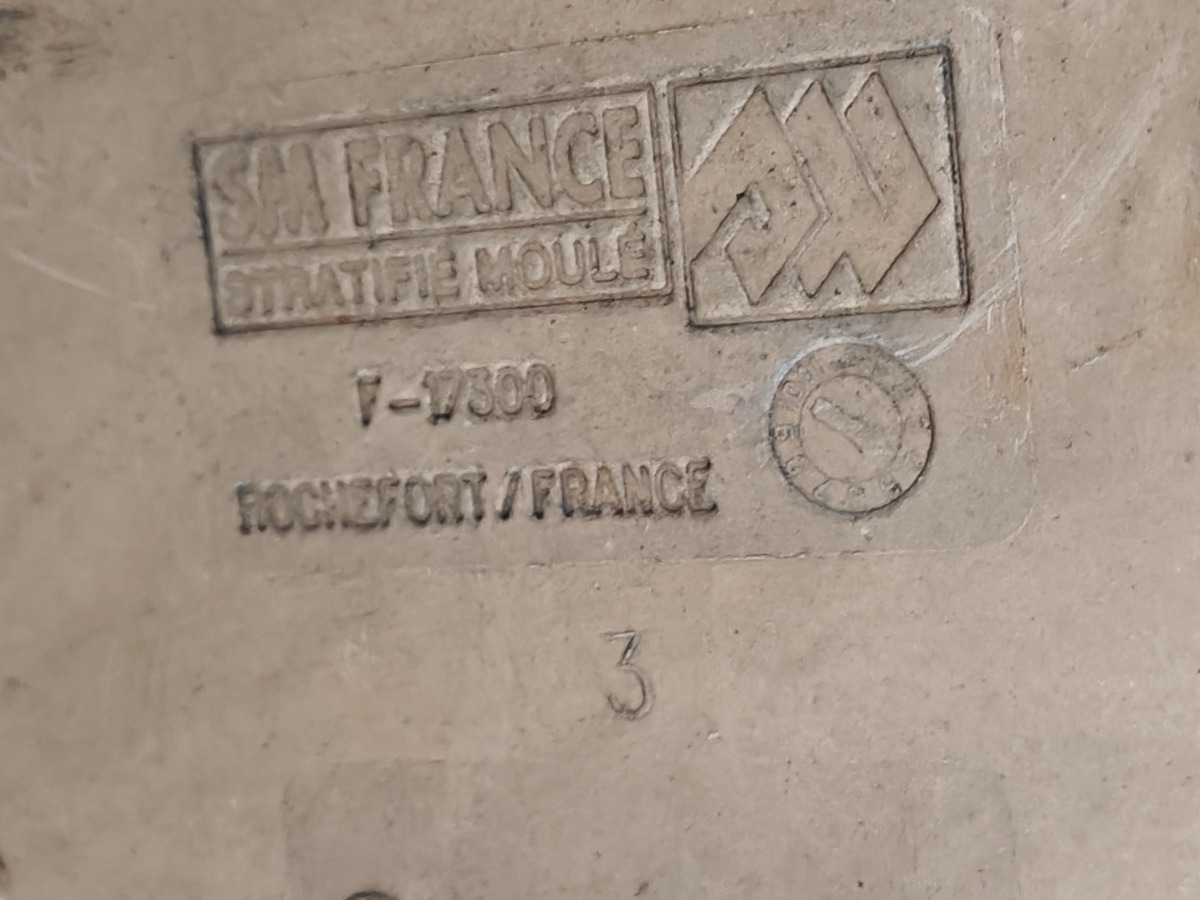 SM FRANCE
STRATIFIÉ MOULÉ
F-17300
ROCHEFORT/FRANCE
3